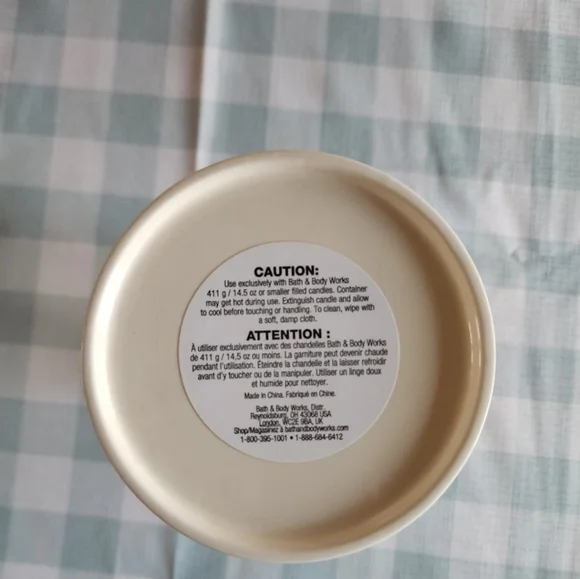 CAUTION:
Use exclusively with Bath & Body Works
411 g / 14.5 oz or smaller filled candles. Container
may get hot during use. Extinguish candle and allow
to cool before touching or handling. To clean, wipe with
a soft, damp cloth.
ATTENTION :
À utiliser exclusivement avec des chandelles Bath & Body Works
de 411 g / 14,5 oz ou moins. La garniture peut devenir chaude
pendant l'utilisation. Éteindre la chandelle et la laisser refroidir
avant d'y toucher ou de la manipuler. Utiliser un linge doux
et humide pour nettoyer.
Made in China. Fabriqué en Chine.
Bath & Body Works, Distr.
Reynoldsburg, OH 43068 USA
London, WC2E 9BA, UK
Shop/Magasinez à bathandbodyworks.com
1-800-395-1001 • 1-888-684-6412